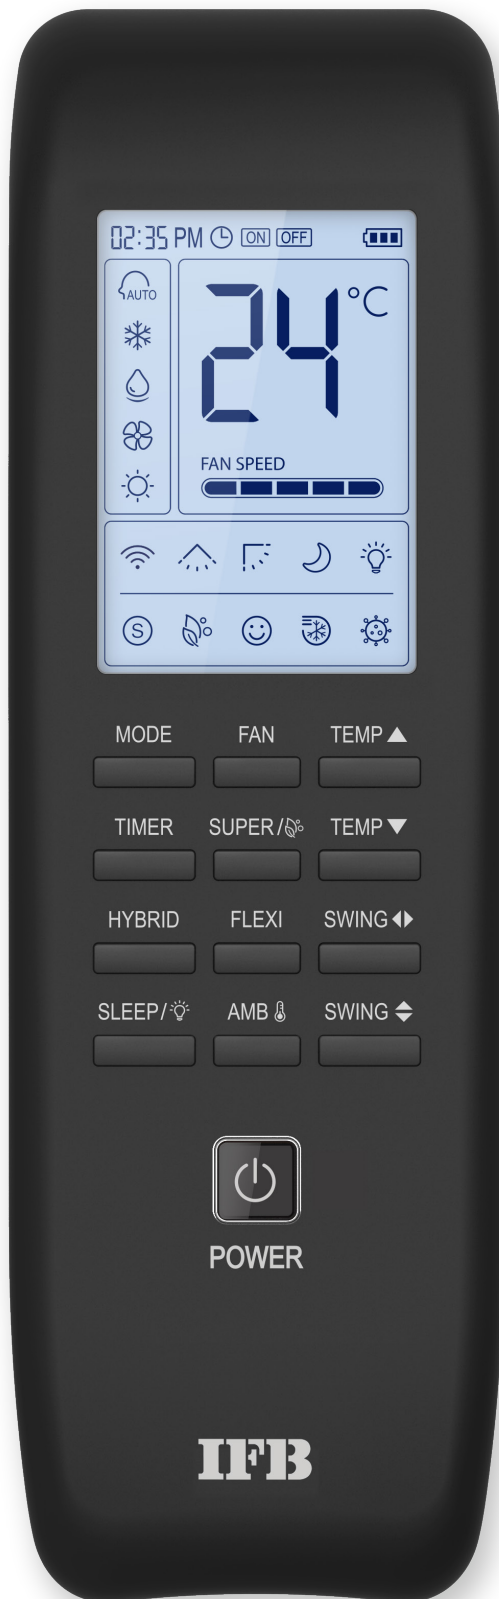 02:35 PM ON OFF
AUTO
24°C
FAN SPEED
S
MODE FAN TEMP
TIMER SUPER/ TEMP
HYBRID FLEXI SWING
SLEEP/ AMB SWING
POWER
IFB